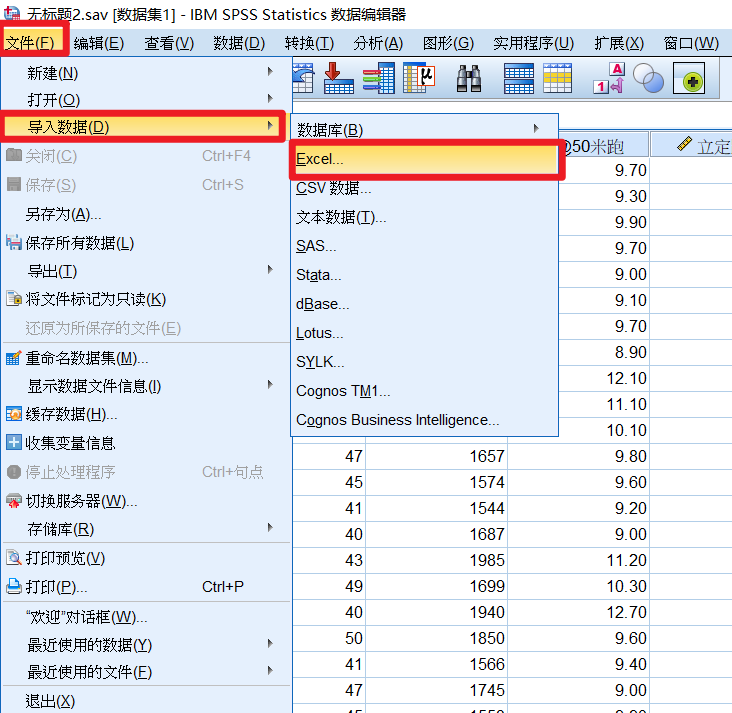 无标题2.sav [数据集1] - IBM SPSS Statistics 数据编辑器
文件(F) 编辑(E) 查看(V) 数据(D) 转换(T) 分析(A) 图形(G) 实用程序(U) 扩展(X) 窗口(W)
新建(N)
打开(O)
导入数据(D)
关闭(C) Ctrl+F4
保存(S) Ctrl+S
另存为(A)...
保存所有数据(L)
导出(T)
将文件标记为只读(K)
还原为所保存的文件(E)
重命名数据集(M)...
显示数据文件信息(I)
缓存数据(H)...
收集变量信息
停止处理程序 Ctrl+句点
切换服务器(W)...
存储库(R)
打印预览(V)
打印(P)... Ctrl+P
“欢迎”对话框(W)...
最近使用的数据(Y)
最近使用的文件(F)
退出(X)
数据库(B)
Excel...
CSV 数据...
文本数据(T)...
SAS...
Stata...
dBase...
Lotus...
SYLK...
Cognos TM1...
Cognos Business Intelligence...
@50米跑 立定
9.70
9.30
9.90
9.70
9.00
9.10
9.70
8.90
12.10
11.10
10.10
47 1657 9.80
45 1574 9.60
41 1544 9.20
40 1687 9.00
43 1985 11.20
49 1699 10.30
40 1940 12.70
50 1850 9.60
41 1566 9.40
47 1745 9.00